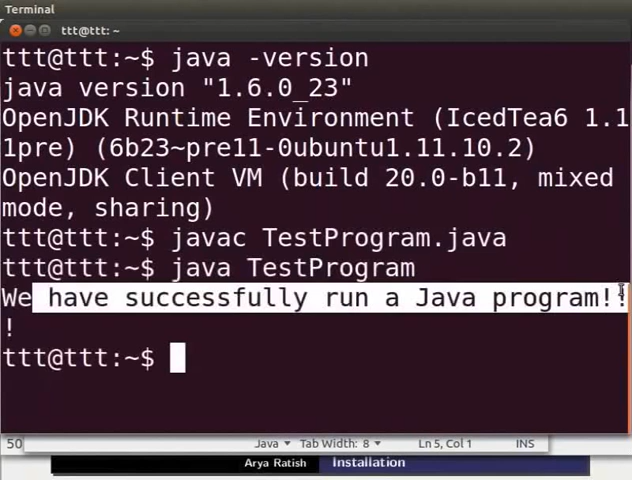 Terminal
ttt@ttt: ~
ttt@ttt:~$ java -version
java version "1.6.0_23"
OpenJDK Runtime Environment (IcedTea6 1.1
1pre) (6b23~pre11-0ubuntu1.11.10.2)
OpenJDK Client VM (build 20.0-b11, mixed
mode, sharing)
ttt@ttt:~$ javac TestProgram.java
ttt@ttt:~$ java TestProgram
We have successfully run a Java program!!
!
ttt@ttt:~$
50 Java Tab Width: 8 Ln 5, Col 1 INS
Arya Ratish Installation